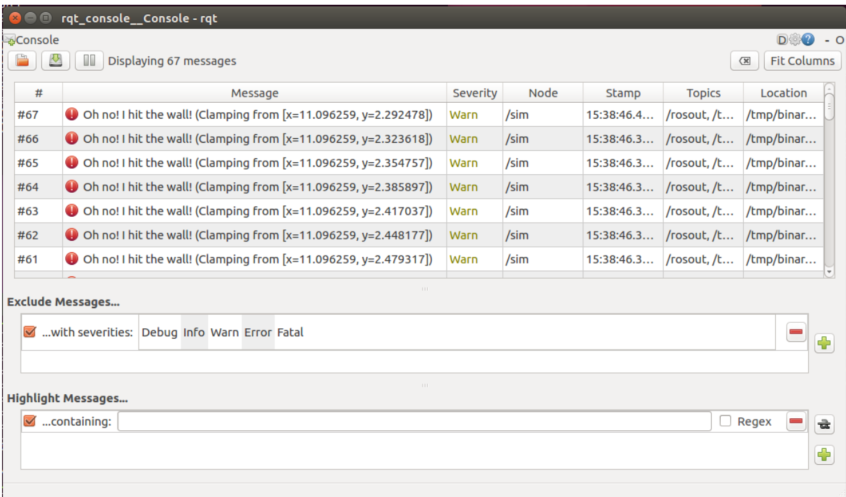 rqt_console__Console - rqt
Console
D
- O
Displaying 67 messages
Fit Columns
# Message Severity Node Stamp Topics Location
#67 Oh no! I hit the wall! (Clamping from [x=11.096259, y=2.292478]) Warn /sim 15:38:46.4... /rosout, /t... /tmp/binar...
#66 Oh no! I hit the wall! (Clamping from [x=11.096259, y=2.323618]) Warn /sim 15:38:46.3... /rosout, /t... /tmp/binar...
#65 Oh no! I hit the wall! (Clamping from [x=11.096259, y=2.354757]) Warn /sim 15:38:46.3... /rosout, /t... /tmp/binar...
#64 Oh no! I hit the wall! (Clamping from [x=11.096259, y=2.385897]) Warn /sim 15:38:46.3... /rosout, /t... /tmp/binar...
#63 Oh no! I hit the wall! (Clamping from [x=11.096259, y=2.417037]) Warn /sim 15:38:46.3... /rosout, /t... /tmp/binar...
#62 Oh no! I hit the wall! (Clamping from [x=11.096259, y=2.448177]) Warn /sim 15:38:46.3... /rosout, /t... /tmp/binar...
#61 Oh no! I hit the wall! (Clamping from [x=11.096259, y=2.479317]) Warn /sim 15:38:46.3... /rosout, /t... /tmp/binar...
Exclude Messages...
...with severities: Debug Info Warn Error Fatal
Highlight Messages...
...containing: Regex